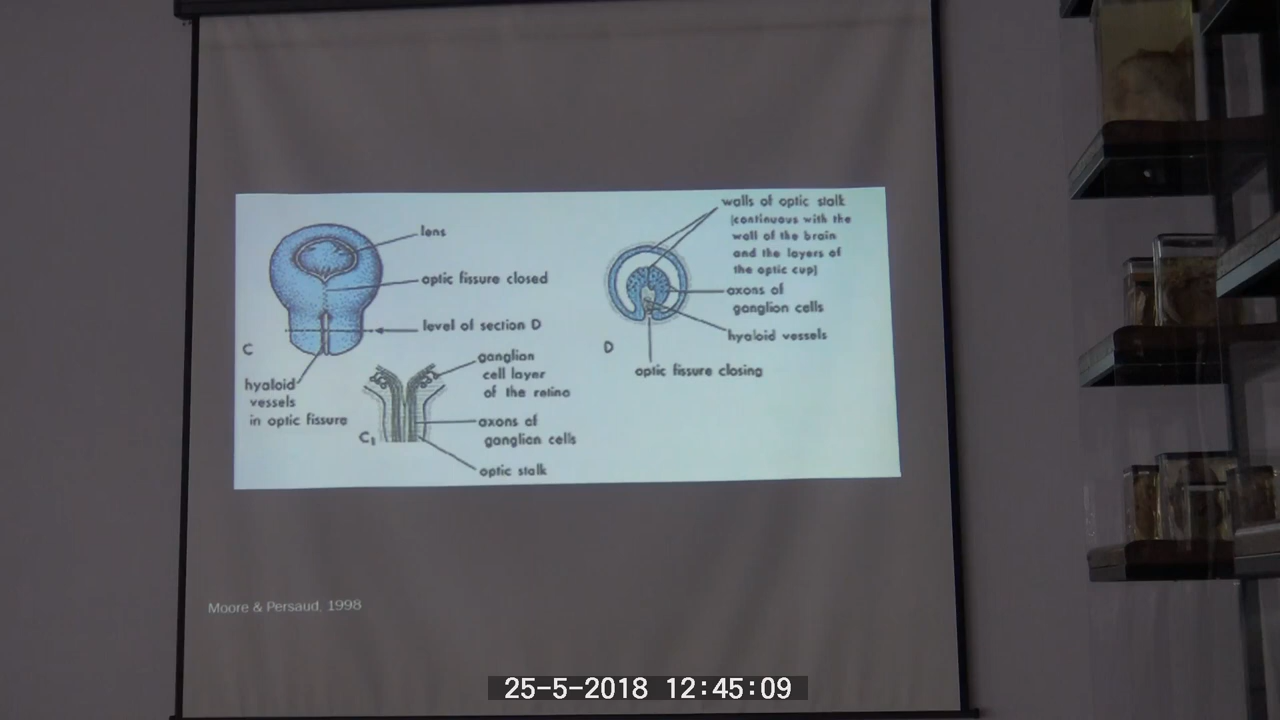 lens
optic fissure closed
level of section D
C
hyaloid
vessels
in optic fissure
ganglion
cell layer
of the retina
axons of
ganglion cells
C1
optic stalk
walls of optic stalk
(continuous with the
wall of the brain
and the layers of
the optic cup)
axons of
ganglion cells
hyaloid vessels
D
optic fissure closing
Moore & Persaud, 1998
25-5-2018 12:45:09